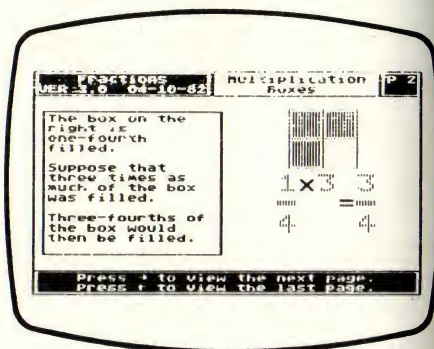 Fractions
Multiplication
P 2
VER 3.0 04-10-82
Boxes
The box on the
right is
one-fourth
filled.
Suppose that
three times as
much of the box
was filled.
Three-fourths of
the box would
then be filled.
1 × 3 = 3
4 4
Press → to view the next page.
Press ← to view the last page.